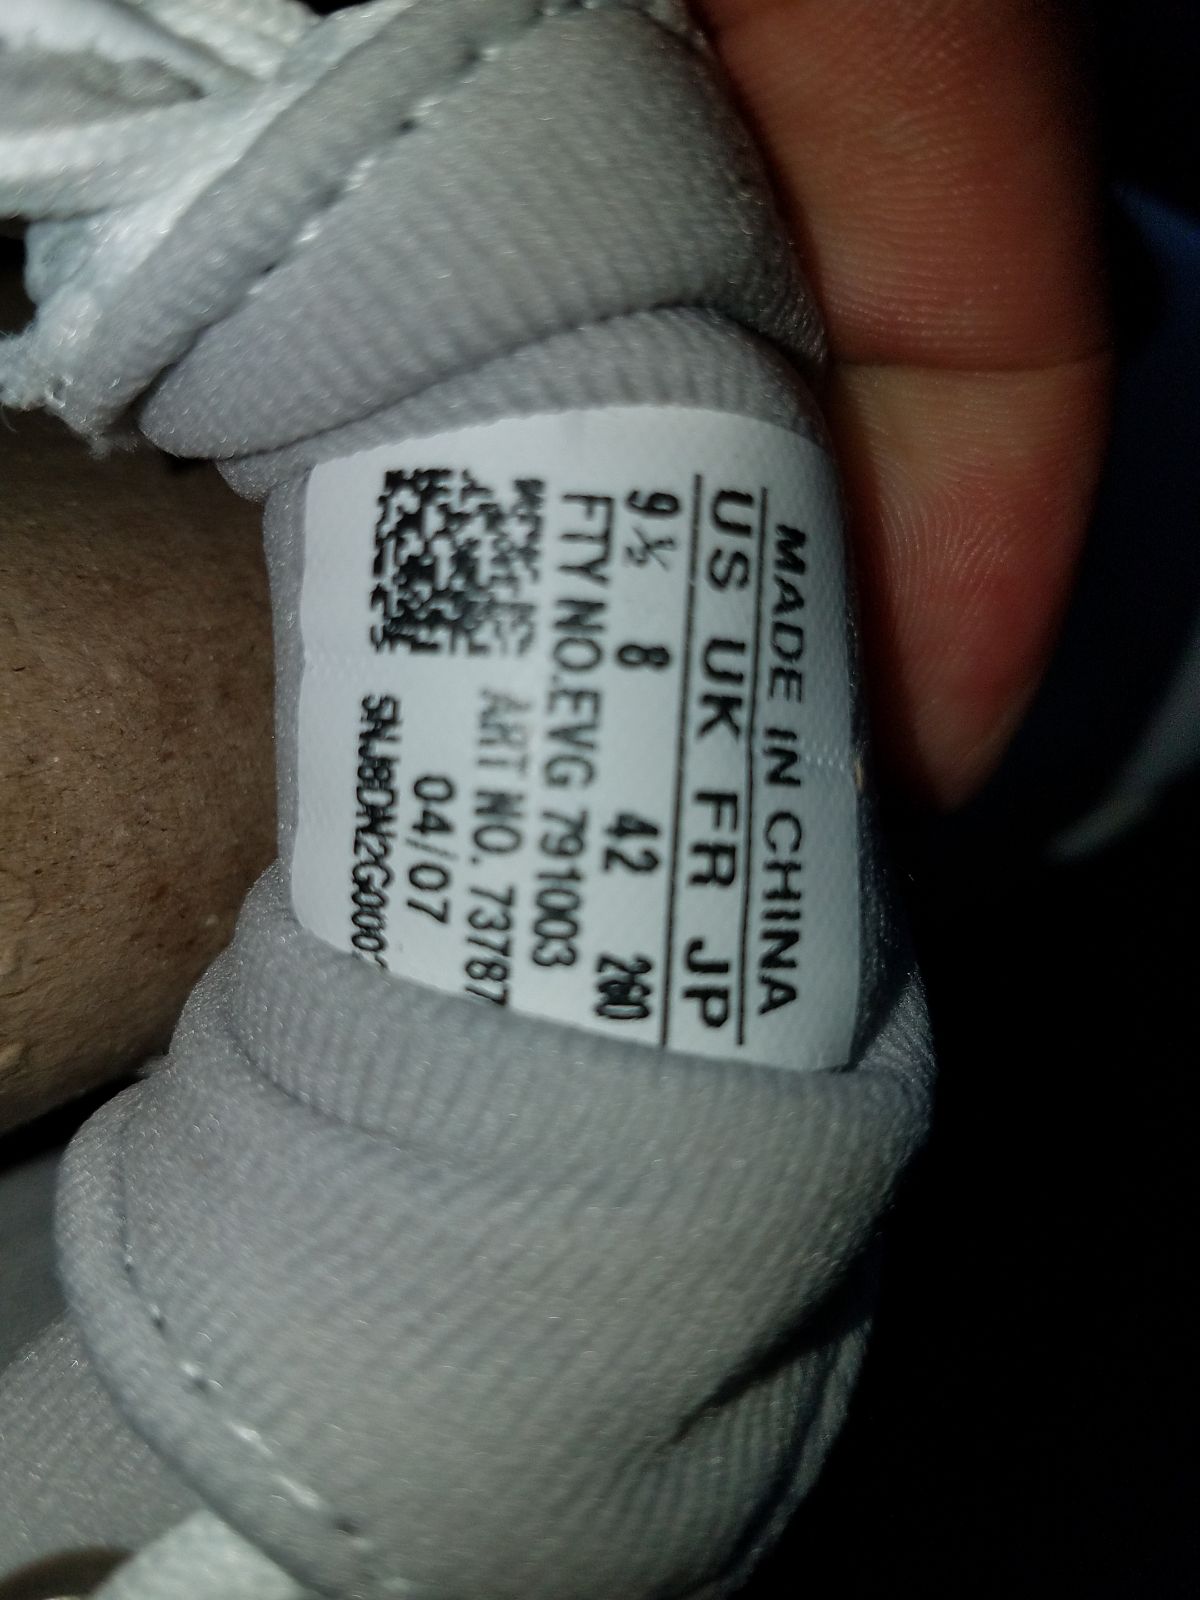 MADE IN CHINA
US UK FR JP
9½ 8 42 260
FTY NO.EVG 791003
ART NO. 73787
04/07